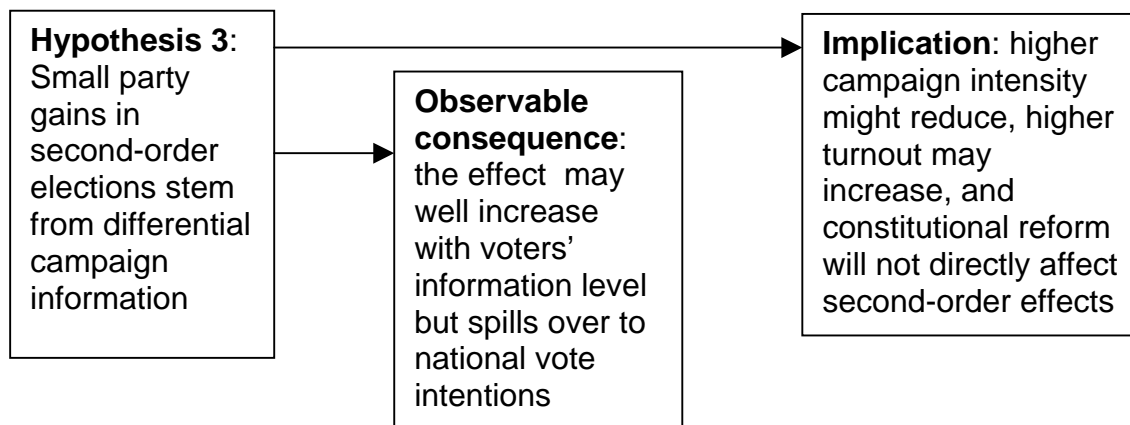 Hypothesis 3:
Small party
gains in
second-order
elections stem
from differential
campaign
information
Observable
consequence:
the effect may
well increase
with voters'
information level
but spills over to
national vote
intentions
Implication: higher
campaign intensity
might reduce, higher
turnout may
increase, and
constitutional reform
will not directly affect
second-order effects